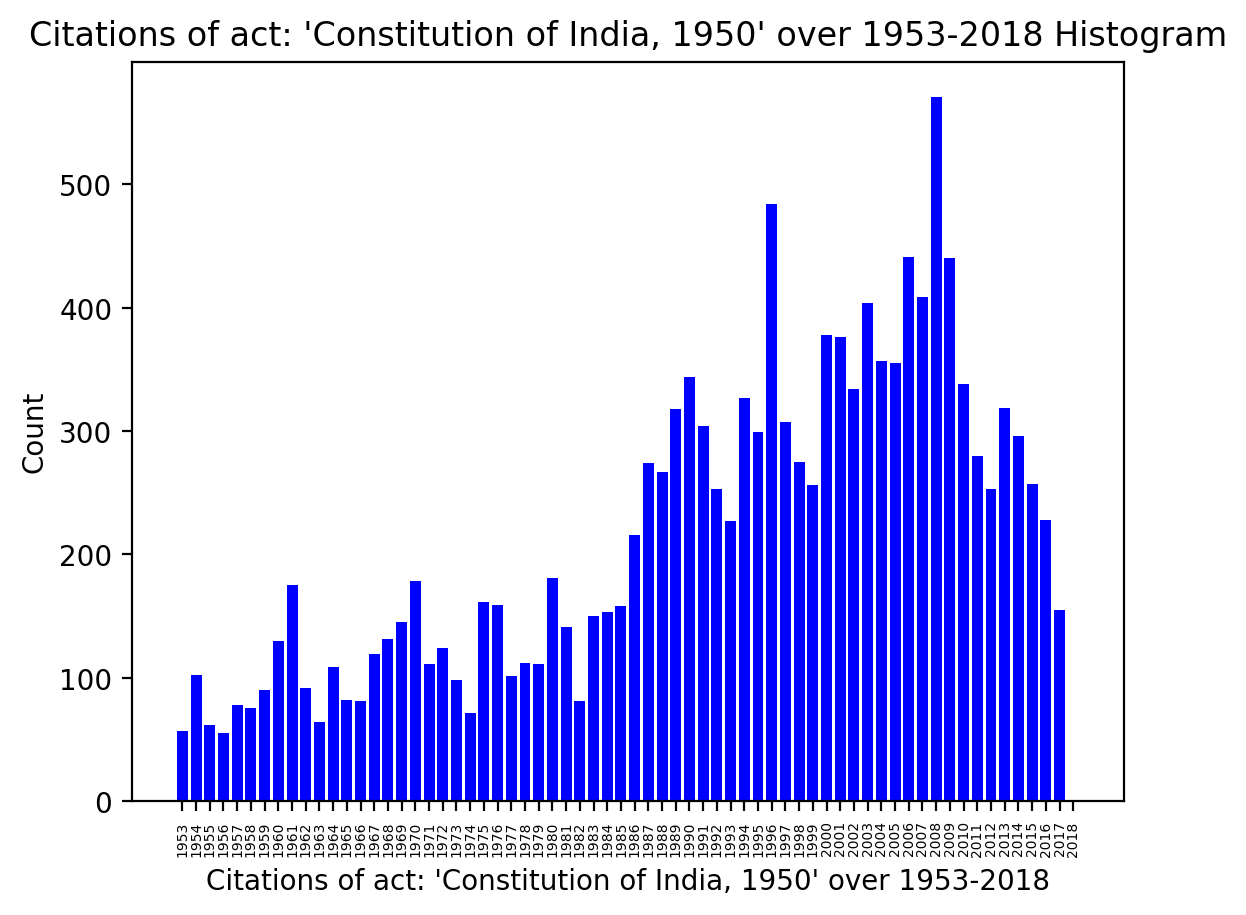 Citations of act: 'Constitution of India, 1950' over 1953-2018 Histogram
500
400
300
200
100
0
Count
1953 1954 1955 1956 1957 1958 1959 1960 1961 1962 1963 1964 1965 1966 1967 1968 1969 1970 1971 1972 1973 1974 1975 1976 1977 1978 1979 1980 1981 1982 1983 1984 1985 1986 1987 1988 1989 1990 1991 1992 1993 1994 1995 1996 1997 1998 1999 2000 2001 2002 2003 2004 2005 2006 2007 2008 2009 2010 2011 2012 2013 2014 2015 2016 2017 2018
Citations of act: 'Constitution of India, 1950' over 1953-2018